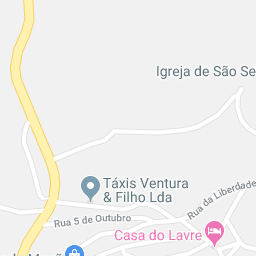 Igreja de São Se
Táxis Ventura
& Filho Lda
Rua da Liberdade
Rua 5 de Outubro
Casa do Lavre